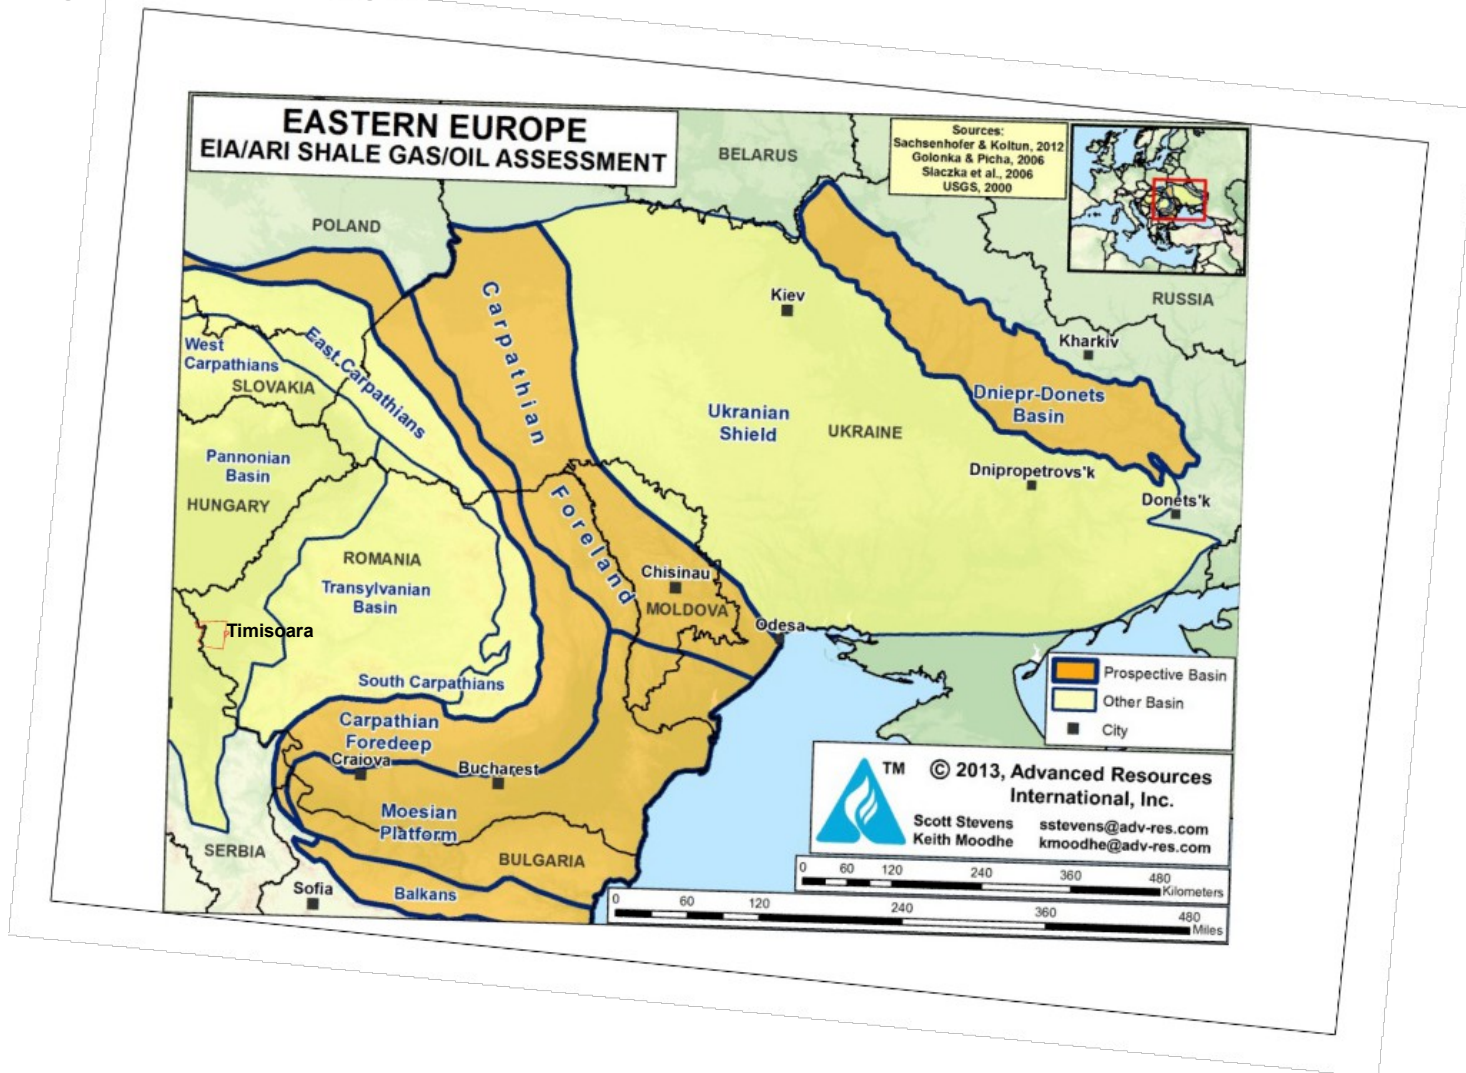 EASTERN EUROPE
EIA/ARI SHALE GAS/OIL ASSESSMENT
BELARUS
Sources:
Sachsenhofer & Koltun, 2012
Golonka & Picha, 2006
Slaczka et al., 2006
USGS, 2000
POLAND
RUSSIA
Kiev
Kharkiv
Carpathian
Foreland
West
Carpathians
East Carpathians
SLOVAKIA
Dniepr-Donets
Basin
Ukranian
Shield
UKRAINE
Pannonian
Basin
HUNGARY
Dnipropetrovs'k
Donets'k
ROMANIA
Transylvanian
Basin
Chisinau
MOLDOVA
Timisoara
Odesa
South Carpathians
Prospective Basin
Other Basin
City
Carpathian
Foredeep
Craiova
Bucharest
Moesian
Platform
SERBIA
BULGARIA
Sofia
Balkans
TM
© 2013, Advanced Resources
International, Inc.
Scott Stevens sstevens@adv-res.com
Keith Moodhe kmoodhe@adv-res.com
0 60 120 240 360 480
Kilometers
0 60 120 240 360 480
Miles